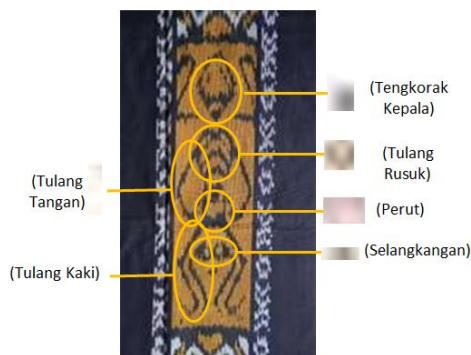 (Tengkorak
Kepala)
(Tulang
Rusuk)
(Tulang
Tangan)
(Perut)
(Selangkangan)
(Tulang Kaki)